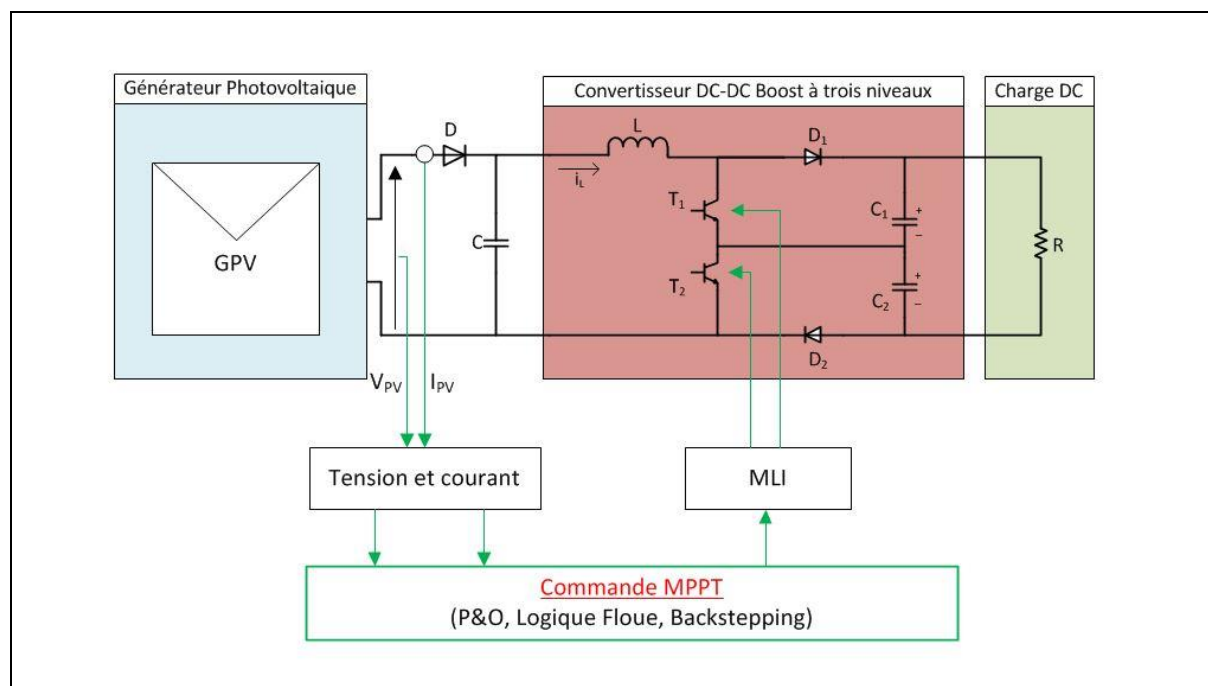 Générateur Photovoltaique
Convertisseur DC-DC Boost à trois niveaux
Charge DC
D
L
D₁
iL
T₁
C₁
+
–
GPV
C
R
T₂
C₂
+
–
D₂
VPV
IPV
Tension et courant
MLI
Commande MPPT
(P&O, Logique Floue, Backstepping)